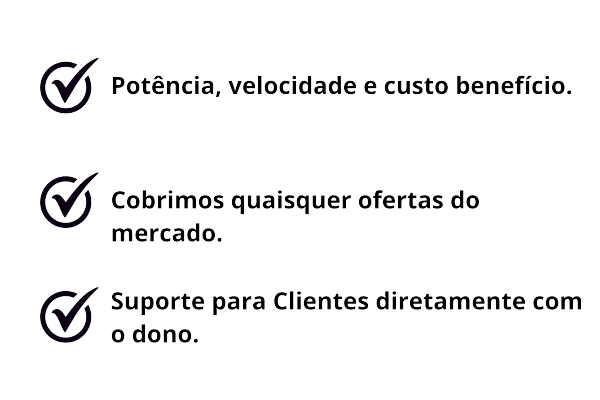 Potência, velocidade e custo benefício.
Cobrimos quaisquer ofertas do
mercado.
Suporte para Clientes diretamente com
o dono.